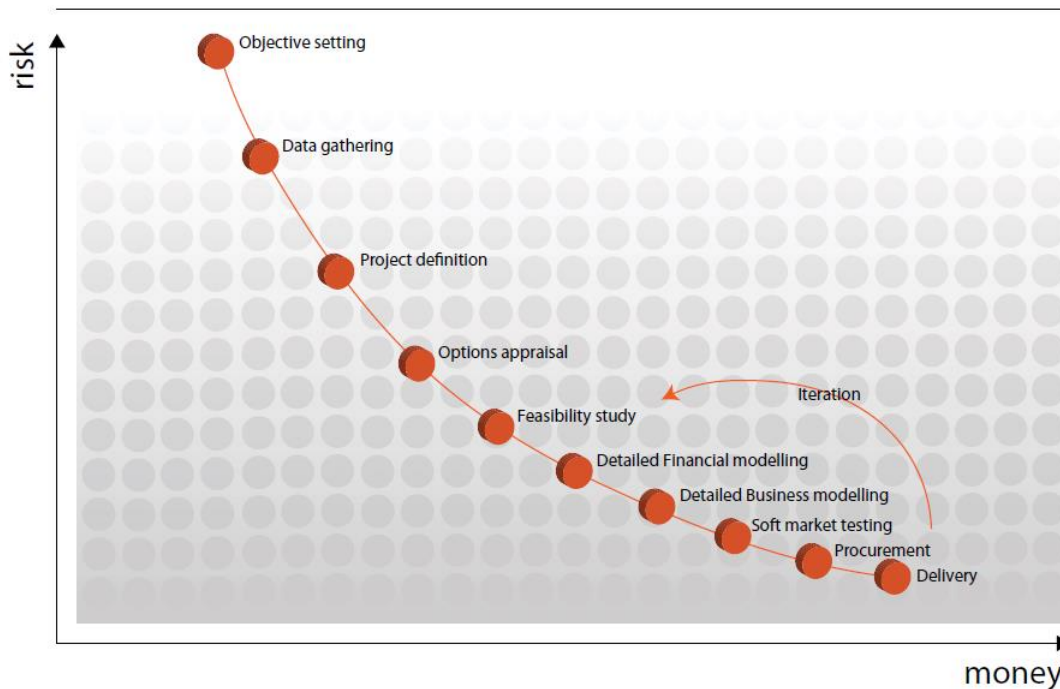 risk
Objective setting
Data gathering
Project definition
Options appraisal
Iteration
Feasibility study
Detailed Financial modelling
Detailed Business modelling
Soft market testing
Procurement
Delivery
money